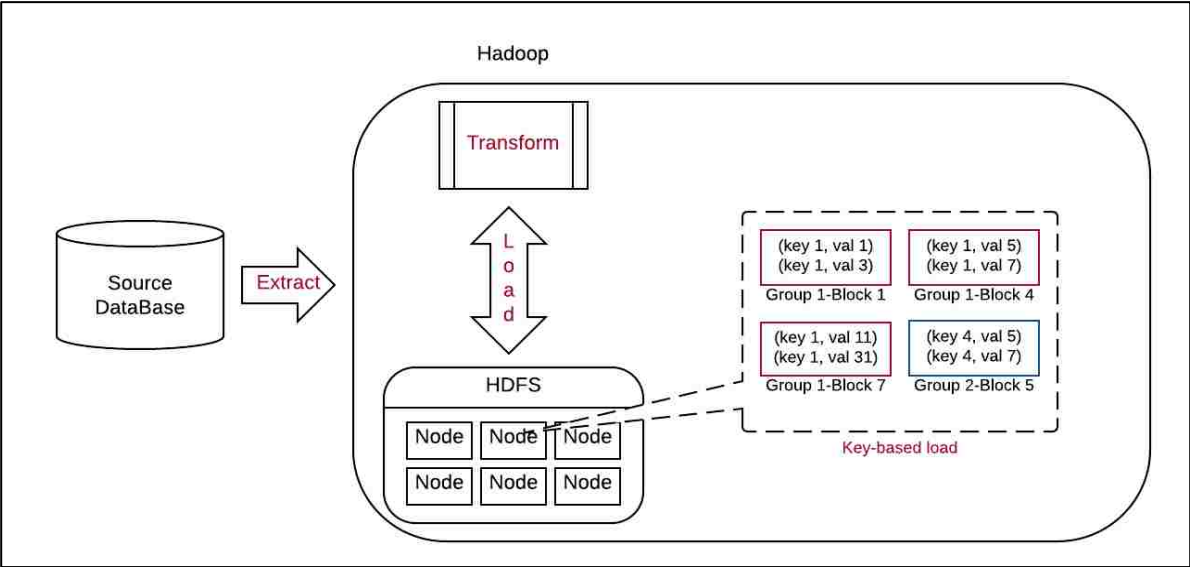 Hadoop
Transform
Source
DataBase
Extract
Load
HDFS
Node Node Node
Node Node Node
(key 1, val 1)
(key 1, val 3)
Group 1-Block 1
(key 1, val 5)
(key 1, val 7)
Group 1-Block 4
(key 1, val 11)
(key 1, val 31)
Group 1-Block 7
(key 4, val 5)
(key 4, val 7)
Group 2-Block 5
Key-based load